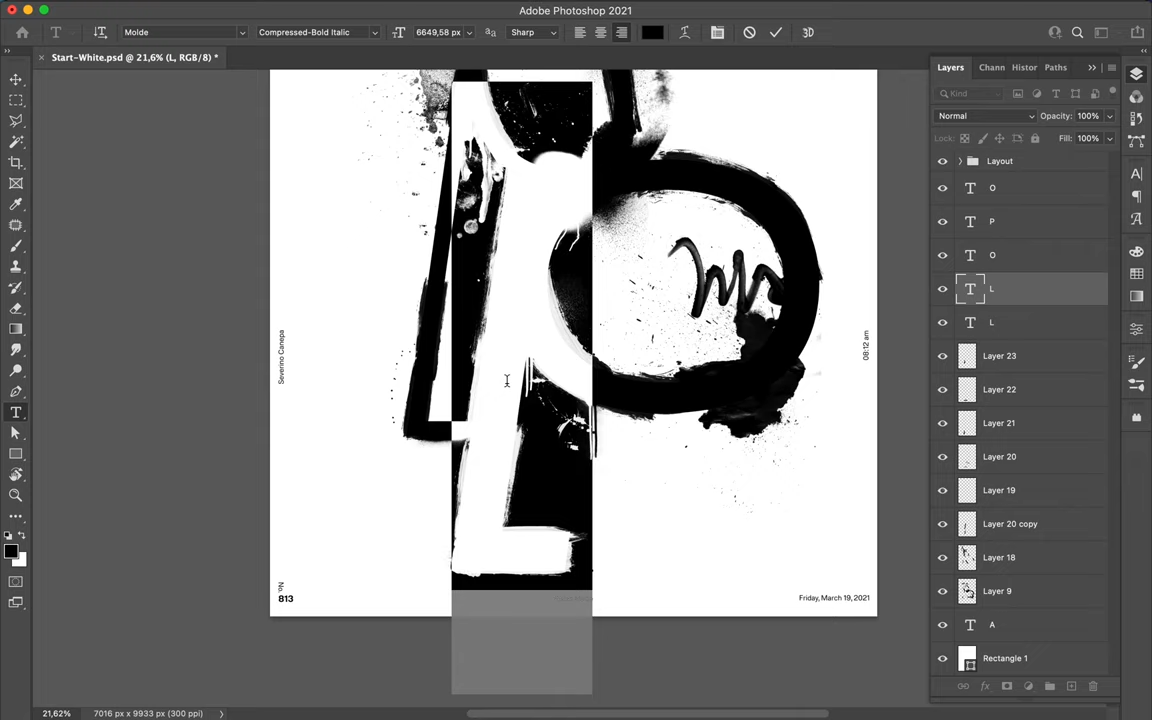 Adobe Photoshop 2021
Molde
Compressed-Bold Italic
6649,58 px
Sharp
3D
Start-White.psd @ 21,6% (L, RGB/8) *
Layers
Chann
Histor
Paths
Kind
Normal
Opacity: 100%
Lock:
Fill: 100%
Layout
O
P
O
L
L
Layer 23
Layer 22
Layer 21
Layer 20
Layer 19
Layer 20 copy
Layer 18
Layer 9
A
Rectangle 1
Severino Canepa
08:12 am
No.
813
Friday, March 19, 2021
21,62%
7016 px x 9933 px (300 ppi)